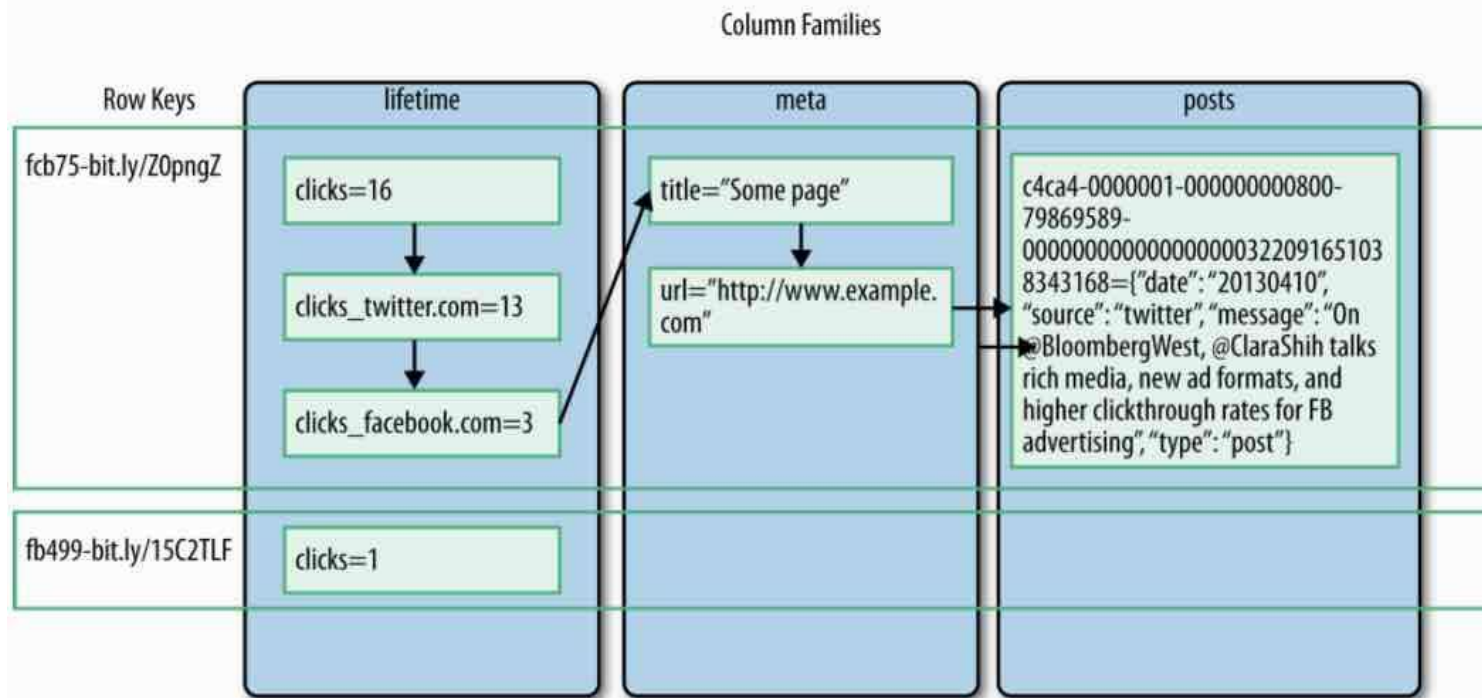 Column Families
Row Keys
lifetime
meta
posts
fcb75-bit.ly/Z0pngZ
clicks=16
clicks_twitter.com=13
clicks_facebook.com=3
title="Some page"
url="http://www.example.
com"
c4ca4-0000001-000000000800-
79869589-
0000000000000000032209165103
8343168={"date": "20130410",
"source": "twitter", "message": "On
@BloombergWest, @ClaraShih talks
rich media, new ad formats, and
higher clickthrough rates for FB
advertising", "type": "post"}
fb499-bit.ly/15C2TLF
clicks=1